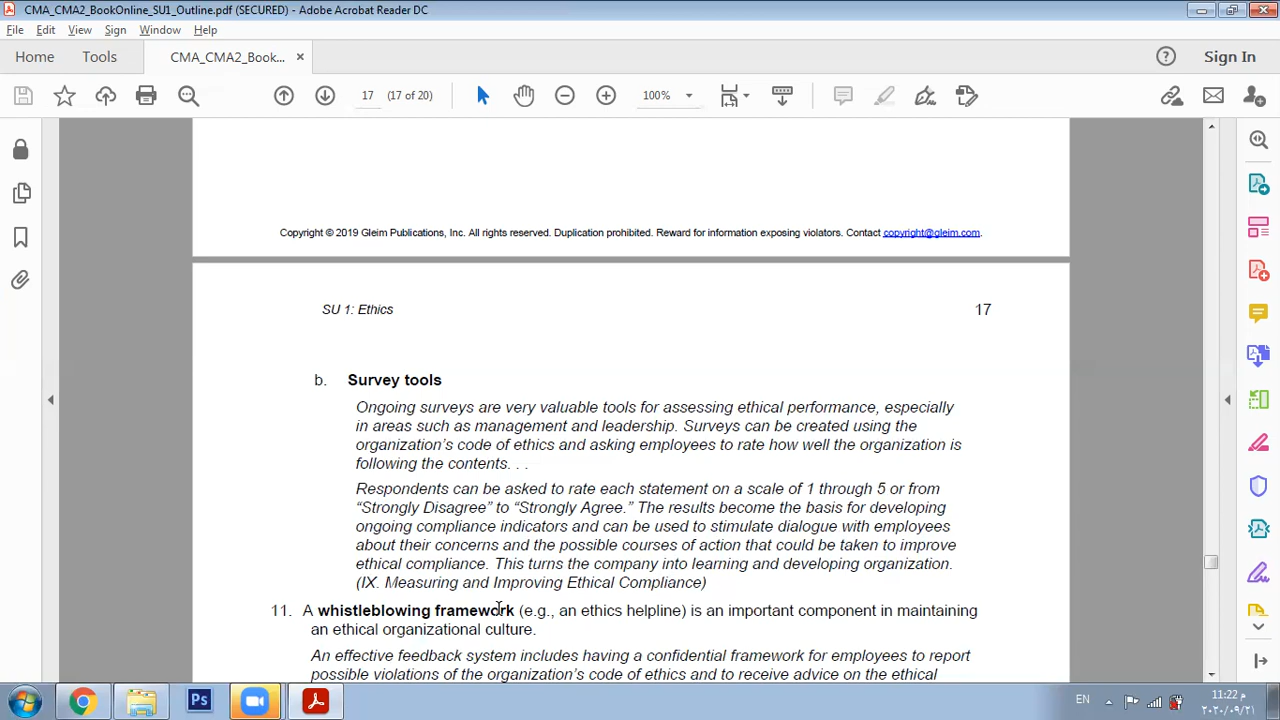 CMA_CMA2_BookOnline_SU1_Outline.pdf (SECURED) - Adobe Acrobat Reader DC
File Edit View Sign Window Help
Home Tools CMA_CMA2_Book... × Sign In
17 (17 of 20) 100%
Copyright © 2019 Gleim Publications, Inc. All rights reserved. Duplication prohibited. Reward for information exposing violators. Contact copyright@gleim.com.
SU 1: Ethics 17
b. Survey tools
Ongoing surveys are very valuable tools for assessing ethical performance, especially
in areas such as management and leadership. Surveys can be created using the
organization's code of ethics and asking employees to rate how well the organization is
following the contents. . .
Respondents can be asked to rate each statement on a scale of 1 through 5 or from
“Strongly Disagree” to “Strongly Agree.” The results become the basis for developing
ongoing compliance indicators and can be used to stimulate dialogue with employees
about their concerns and the possible courses of action that could be taken to improve
ethical compliance. This turns the company into learning and developing organization.
(IX. Measuring and Improving Ethical Compliance)
11. A whistleblowing framework (e.g., an ethics helpline) is an important component in maintaining
an ethical organizational culture.
An effective feedback system includes having a confidential framework for employees to report
possible violations of the organization's code of ethics and to receive advice on the ethical
Ps EN 11:22 م
٢٠٢٠/٠٩/٢١